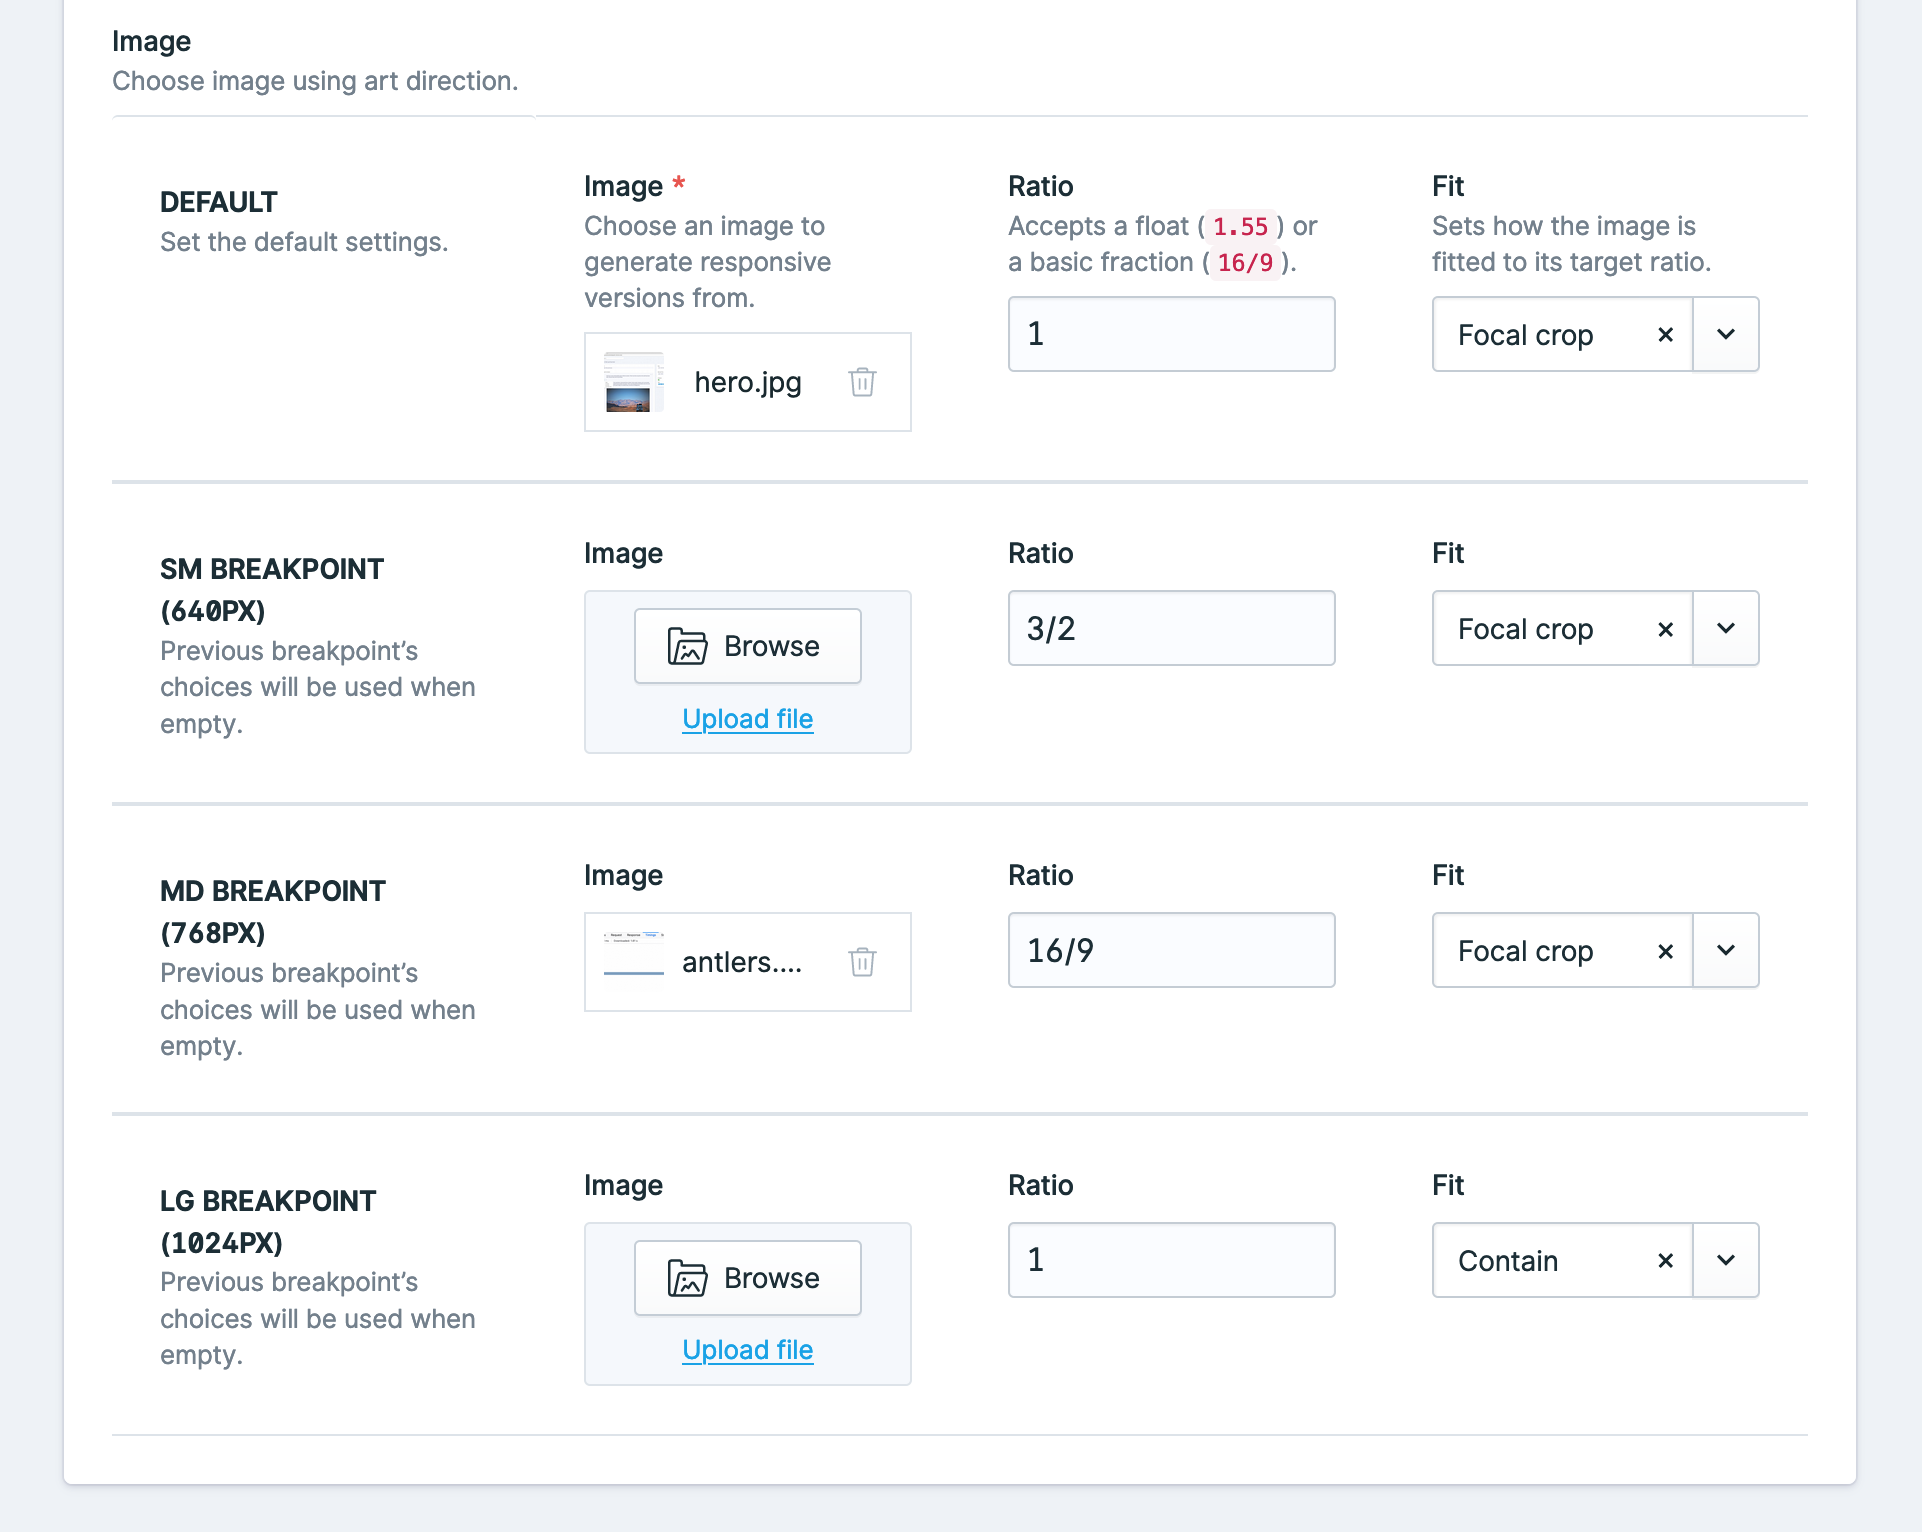 Image
Choose image using art direction.
DEFAULT
Set the default settings.
Image *
Choose an image to
generate responsive
versions from.
hero.jpg
Ratio
Accepts a float (1.55) or
a basic fraction (16/9).
1
Fit
Sets how the image is
fitted to its target ratio.
Focal crop
SM BREAKPOINT
(640PX)
Previous breakpoint’s
choices will be used when
empty.
Image
Browse
Upload file
Ratio
3/2
Fit
Focal crop
MD BREAKPOINT
(768PX)
Previous breakpoint’s
choices will be used when
empty.
Image
antlers....
Ratio
16/9
Fit
Focal crop
LG BREAKPOINT
(1024PX)
Previous breakpoint’s
choices will be used when
empty.
Image
Browse
Upload file
Ratio
1
Fit
Contain